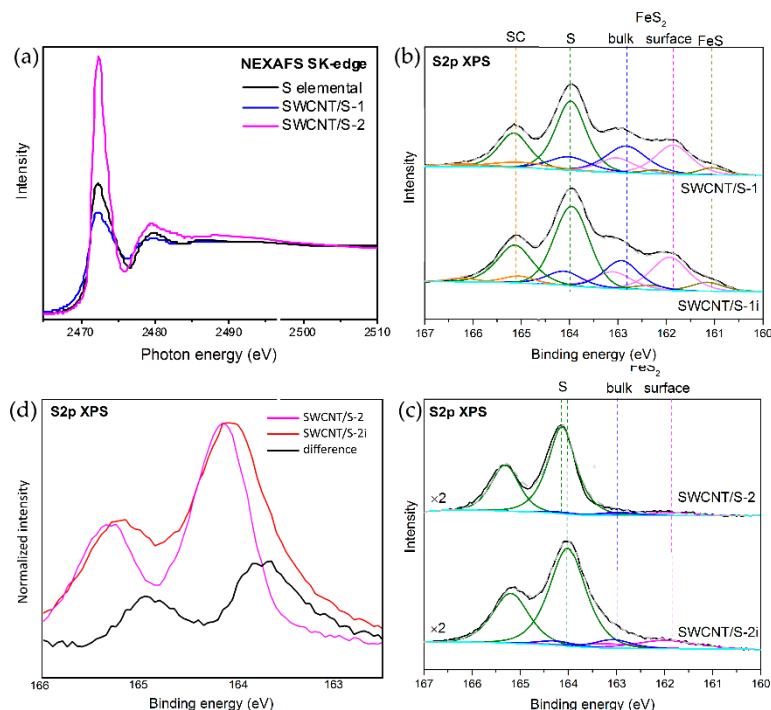 (a)
NEXAFS SK-edge
S elemental
SWCNT/S-1
SWCNT/S-2
Intensity
2470 2480 2490 2500 2510
Photon energy (eV)
(b)
S2p XPS
FeS2
SC S bulk surface FeS
Intensity
SWCNT/S-1
SWCNT/S-1i
167 166 165 164 163 162 161 160
Binding energy (eV)
(d)
S2p XPS
SWCNT/S-2
SWCNT/S-2i
difference
Normalized intensity
166 165 164 163
Binding energy (eV)
(c)
S2p XPS
FeS2
S bulk surface
×2
SWCNT/S-2
×2
SWCNT/S-2i
Intensity
167 166 165 164 163 162 161 160
Binding energy (eV)